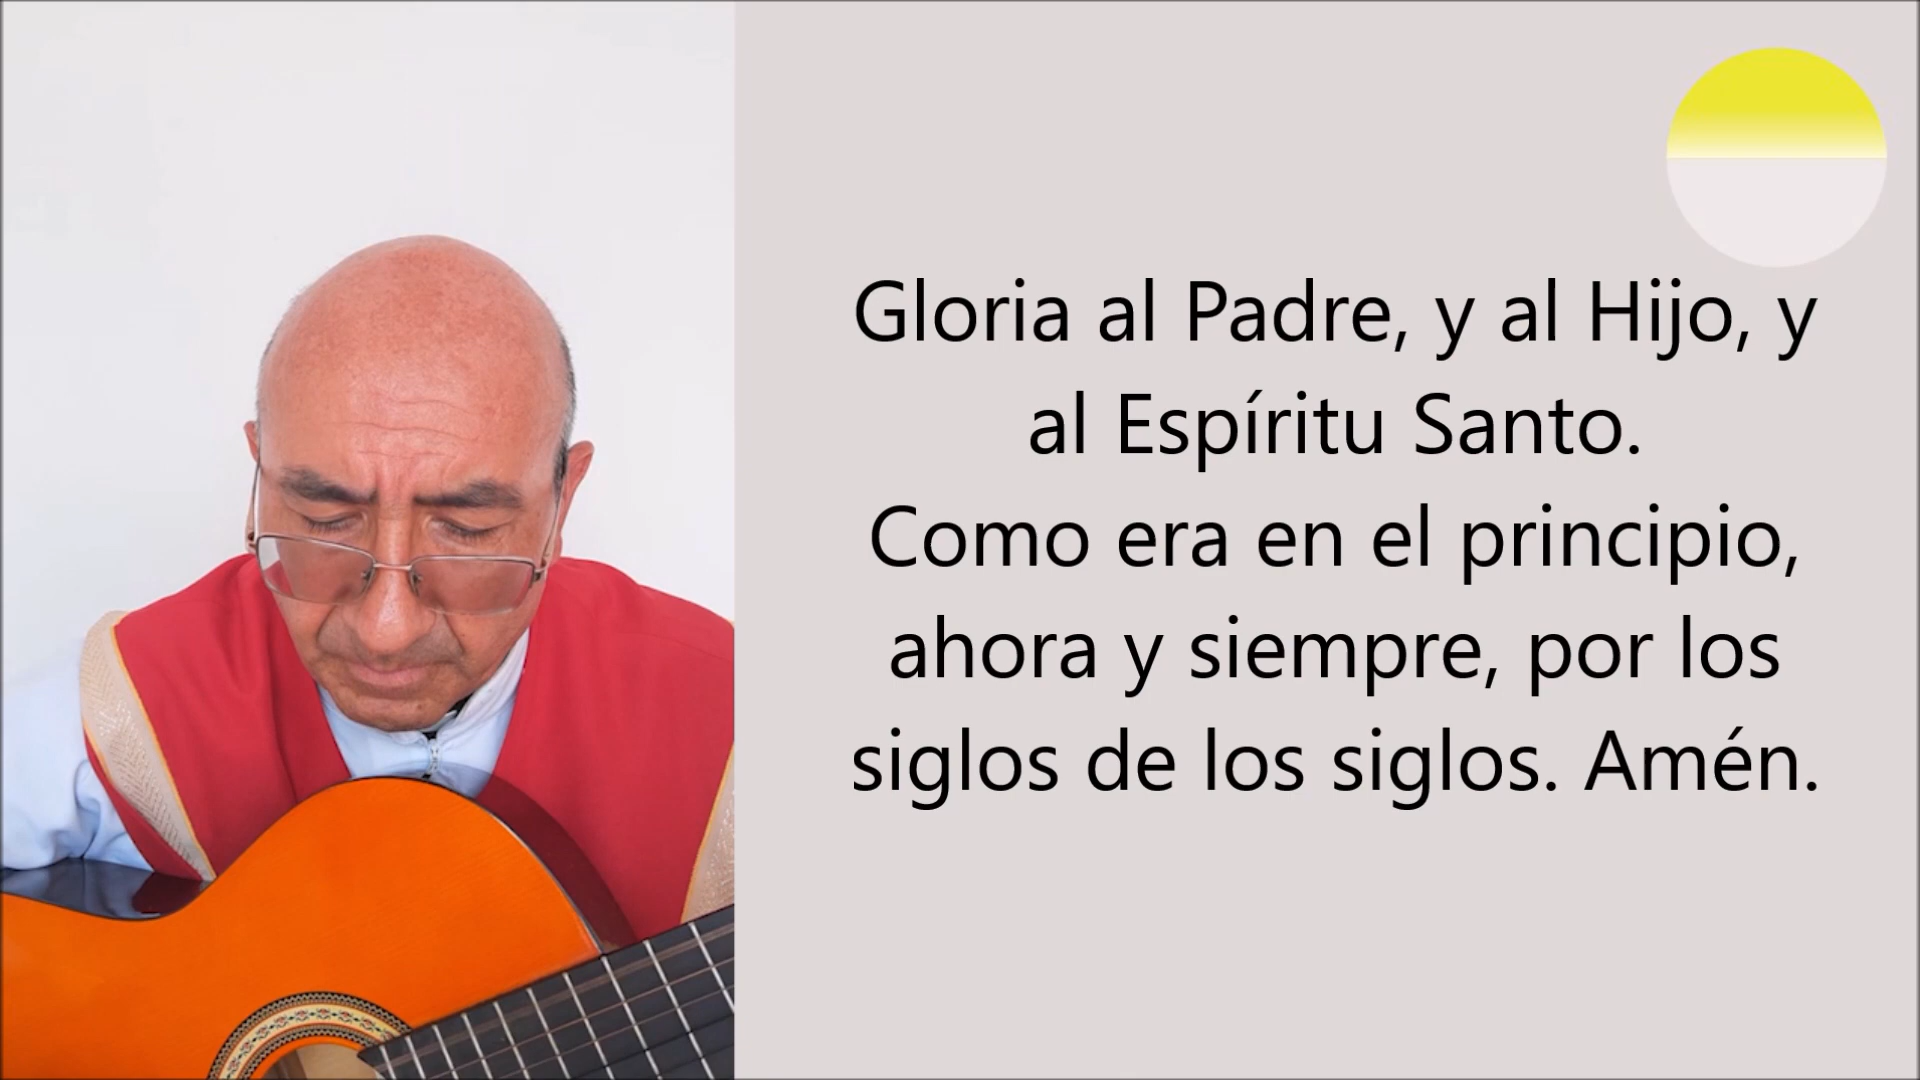 Gloria al Padre, y al Hijo, y
al Espíritu Santo.
Como era en el principio,
ahora y siempre, por los
siglos de los siglos. Amén.